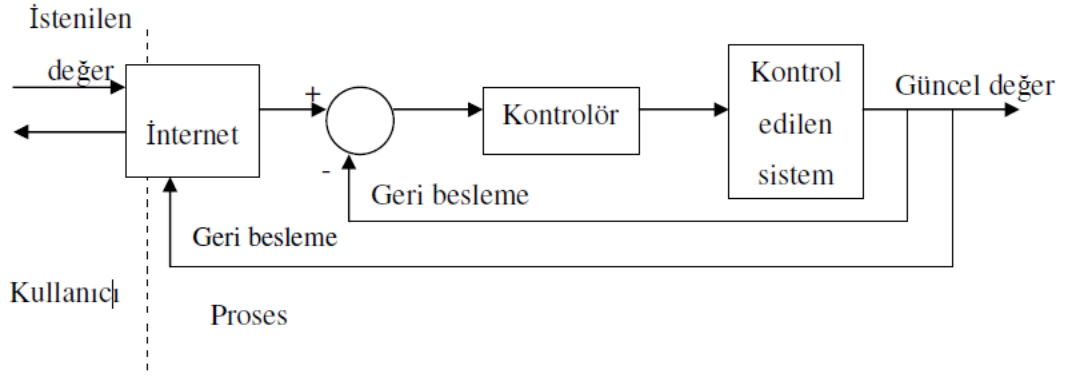 İstenilen
değer
İnternet
+
-
Kontrolör
Kontrol
edilen
sistem
Güncel değer
Geri besleme
Geri besleme
Kullanıcı
Proses